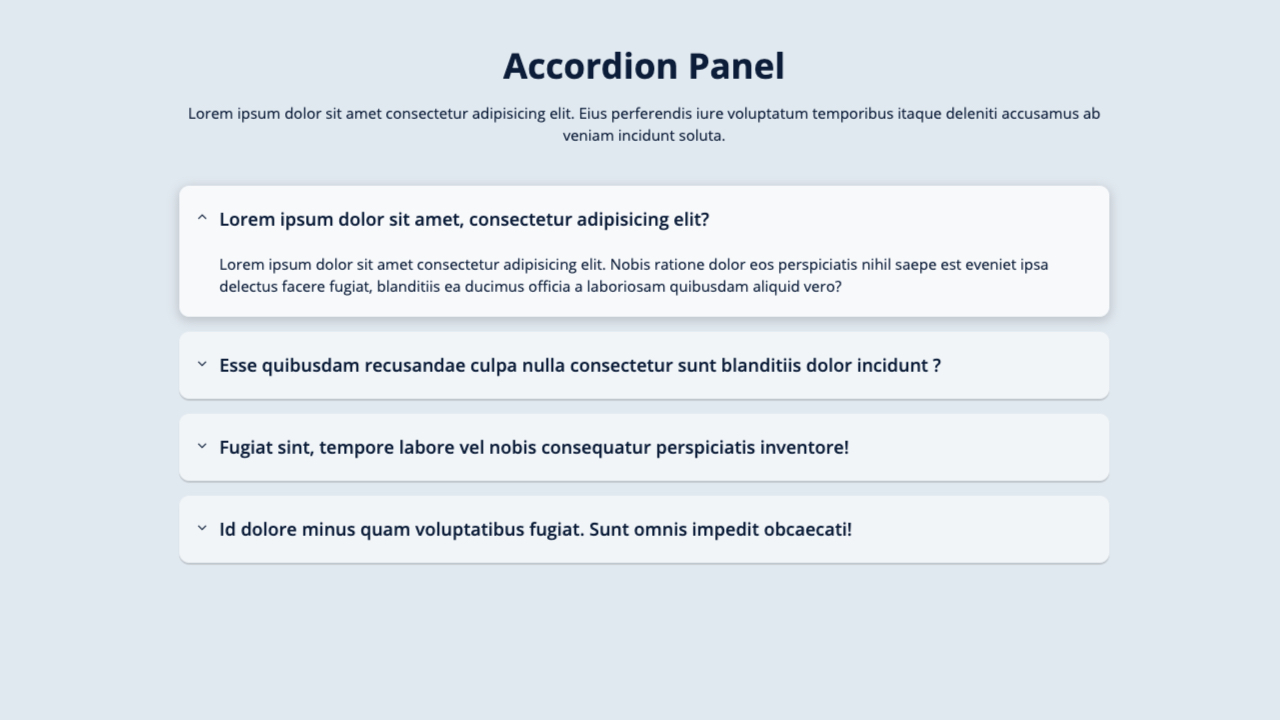 Accordion Panel
Lorem ipsum dolor sit amet consectetur adipisicing elit. Eius perferendis iure voluptatum temporibus itaque deleniti accusamus ab
veniam incidunt soluta.
Lorem ipsum dolor sit amet, consectetur adipisicing elit?
Lorem ipsum dolor sit amet consectetur adipisicing elit. Nobis ratione dolor eos perspiciatis nihil saepe est eveniet ipsa
delectus facere fugiat, blanditiis ea ducimus officia a laboriosam quibusdam aliquid vero?
Esse quibusdam recusandae culpa nulla consectetur sunt blanditiis dolor incidunt ?
Fugiat sint, tempore labore vel nobis consequatur perspiciatis inventore!
Id dolore minus quam voluptatibus fugiat. Sunt omnis impedit obcaecati!